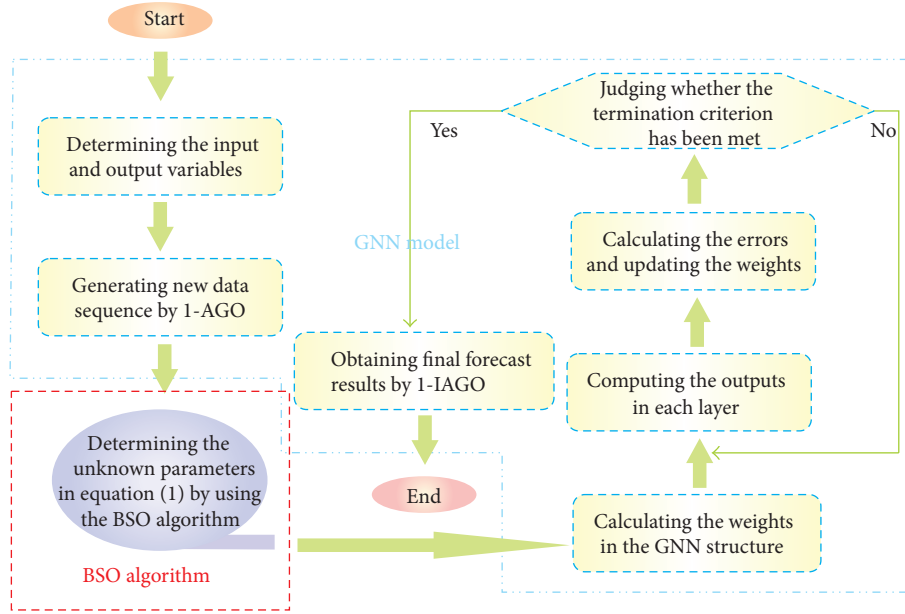 Start
Determining the input
and output variables
Generating new data
sequence by 1-AGO
Determining the
unknown parameters
in equation (1) by using
the BSO algorithm
BSO algorithm
Calculating the weights
in the GNN structure
Computing the outputs
in each layer
Calculating the errors
and updating the weights
Judging whether the
termination criterion
has been met
Yes
No
GNN model
Obtaining final forecast
results by 1-IAGO
End